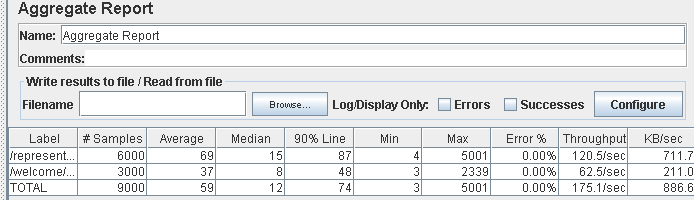 Aggregate Report
Name: Aggregate Report
Comments:
Write results to file / Read from file
Filename Browse... Log/Display Only: Errors Successes Configure
Label # Samples Average Median 90% Line Min Max Error % Throughput KB/sec
/represent... 6000 69 15 87 4 5001 0.00% 120.5/sec 711.7
/welcome/... 3000 37 8 48 3 2339 0.00% 62.5/sec 211.0
TOTAL 9000 59 12 74 3 5001 0.00% 175.1/sec 886.6